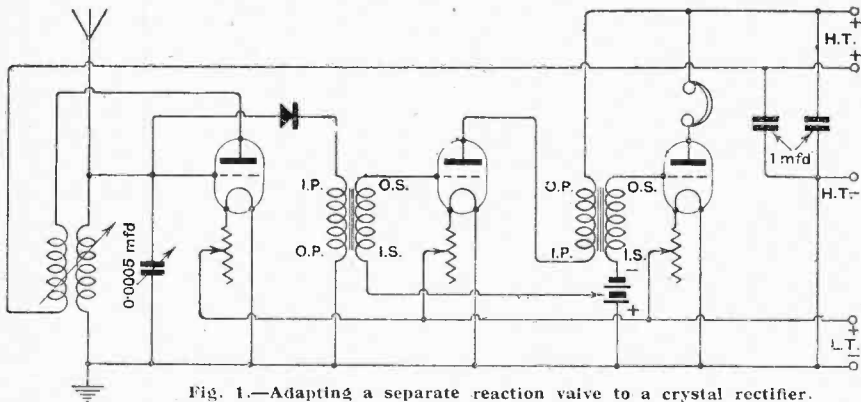 +
H.T.
+
1 mfd
H.T.-
0·0005 mfd
I.P.
O.S.
O.P.
I.S.
O.P.
O.S.
I.P.
I.S.
-
+
+
L.T.
-
Fig. 1.—Adapting a separate reaction valve to a crystal rectifier.